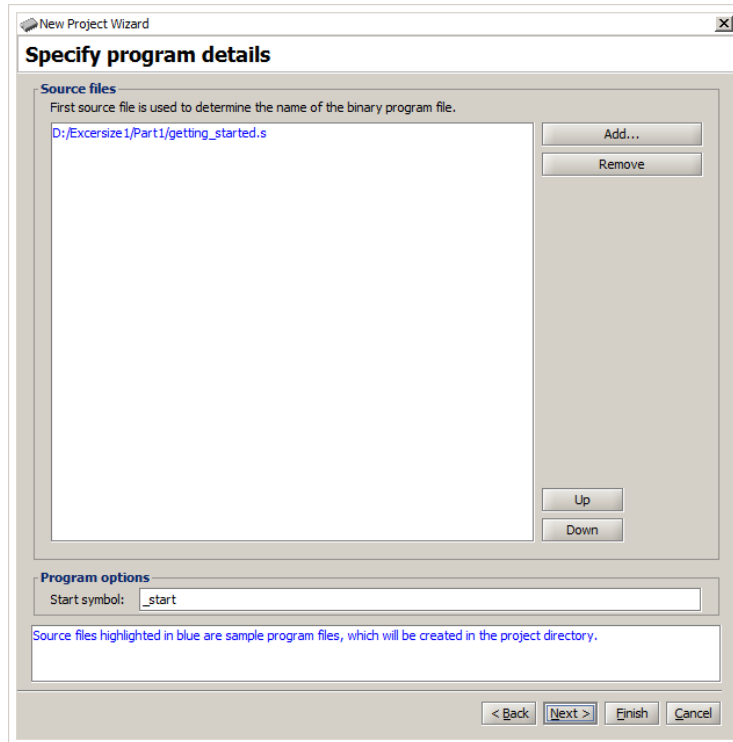 New Project Wizard
Specify program details
Source files
First source file is used to determine the name of the binary program file.
D:/Excersize1/Part1/getting_started.s
Add...
Remove
Up
Down
Program options
Start symbol: _start
Source files highlighted in blue are sample program files, which will be created in the project directory.
< Back Next > Finish Cancel